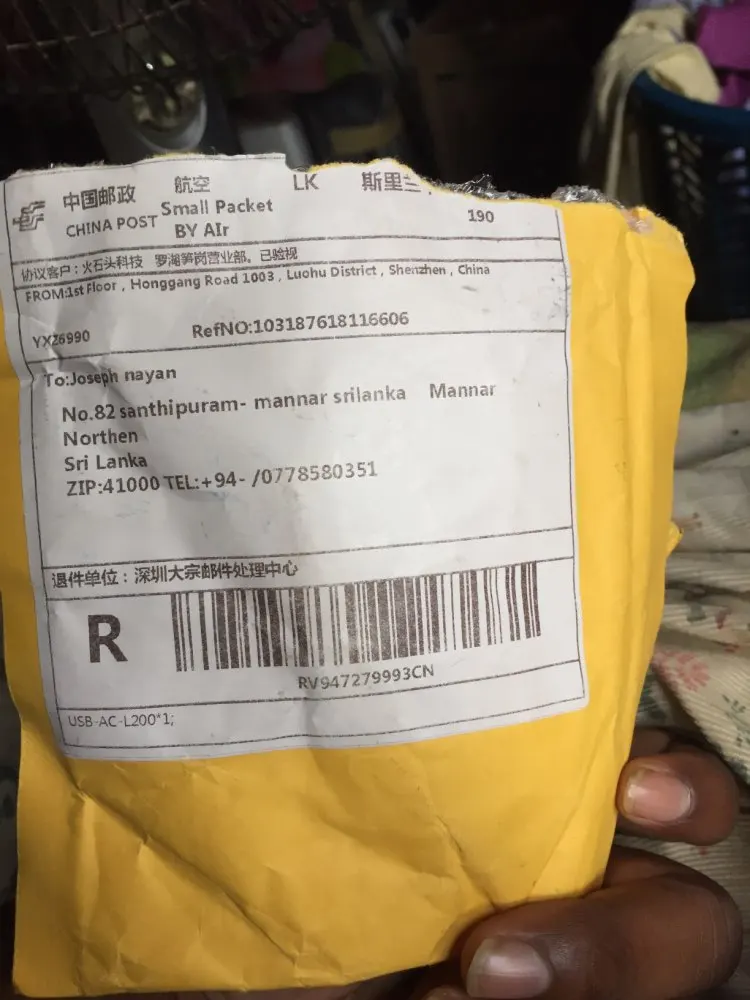 中国邮政 航空 LK 斯里兰
CHINA POST Small Packet 190
BY AIr
协议客户：火石头科技 罗湖笋岗营业部。已验视
FROM:1st Floor , Honggang Road 1003 , Luohu District , Shenzhen , China
YX26990 RefNO:103187618116606
To:Joseph nayan
No.82 santhipuram- mannar srilanka Mannar
Northen
Sri Lanka
ZIP:41000 TEL:+94- /0778580351
退件单位：深圳大宗邮件处理中心
R
RV947279993CN
USB-AC-L200*1;